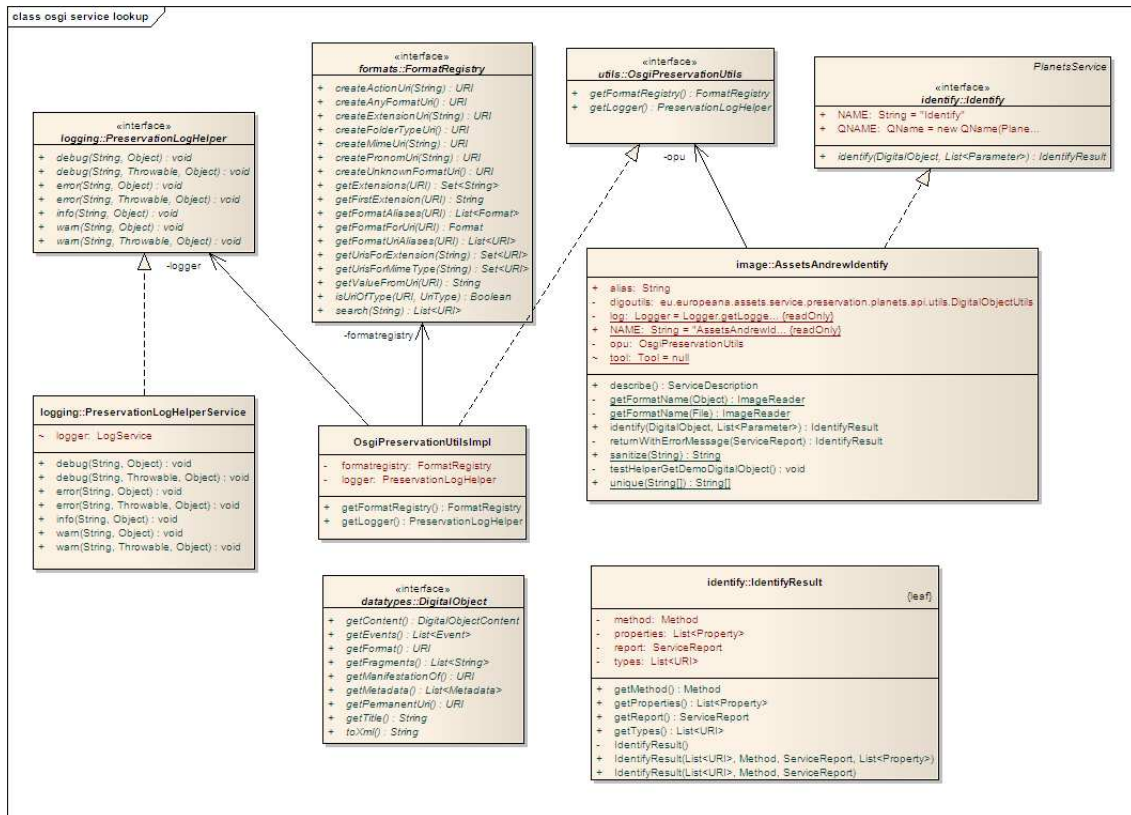 class osgi service lookup
«interface»
logging::PreservationLogHelper
+ debug(String, Object) : void
+ debug(String, Throwable, Object) : void
+ error(String, Object) : void
+ error(String, Throwable, Object) : void
+ info(String, Object) : void
+ warn(String, Object) : void
+ warn(String, Throwable, Object) : void
«interface»
formats::FormatRegistry
+ createActionUri(String) : URI
+ createAnyFormatUri() : URI
+ createExtensionUri(String) : URI
+ createFolderTypeUri() : URI
+ createMimeUri(String) : URI
+ createPronomUri(String) : URI
+ createUnknownFormatUri() : URI
+ getExtensions(URI) : Set<String>
+ getFirstExtension(URI) : String
+ getFormatAliases(URI) : List<Format>
+ getFormatForUri(URI) : Format
+ getFormatUriAliases(URI) : List<URI>
+ getUrisForExtension(String) : Set<URI>
+ getUrisForMimeType(String) : Set<URI>
+ getValueFromUri(URI) : String
+ isUriOfType(URI, UriType) : Boolean
+ search(String) : List<URI>
«interface»
utils::OsgiPreservationUtils
+ getFormatRegistry() : FormatRegistry
+ getLogger() : PreservationLogHelper
PlanetsService
«interface»
identify::Identify
+ NAME: String = "Identify"
+ QNAME: QName = new QName(Plane...
+ identify(DigitalObject, List<Parameter>) : IdentifyResult
-logger
-formatregistry
-opu
logging::PreservationLogHelperService
~ logger: LogService
+ debug(String, Object) : void
+ debug(String, Throwable, Object) : void
+ error(String, Object) : void
+ error(String, Throwable, Object) : void
+ info(String, Object) : void
+ warn(String, Object) : void
+ warn(String, Throwable, Object) : void
OsgiPreservationUtilsImpl
- formatregistry: FormatRegistry
- logger: PreservationLogHelper
+ getFormatRegistry() : FormatRegistry
+ getLogger() : PreservationLogHelper
image::AssetsAndrewIdentify
+ alias: String
- digoutils: eu.europeana.assets.service.preservation.planets.api.utils.DigitalObjectUtils
- log: Logger = Logger.getLogge... {readOnly}
+ NAME: String = "AssetsAndrewId... {readOnly}
- opu: OsgiPreservationUtils
~ tool: Tool = null
+ describe() : ServiceDescription
- getFormatName(Object) : ImageReader
- getFormatName(File) : ImageReader
+ identify(DigitalObject, List<Parameter>) : IdentifyResult
- returnWithErrorMessage(ServiceReport) : IdentifyResult
+ sanitize(String) : String
- testHelperGetDemoDigitalObject() : void
+ unique(String[]) : String[]
«interface»
datatypes::DigitalObject
+ getContent() : DigitalObjectContent
+ getEvents() : List<Event>
+ getFormat() : URI
+ getFragments() : List<String>
+ getManifestationOf() : URI
+ getMetadata() : List<Metadata>
+ getPermanentUri() : URI
+ getTitle() : String
+ toXml() : String
identify::IdentifyResult
{leaf}
- method: Method
- properties: List<Property>
- report: ServiceReport
- types: List<URI>
+ getMethod() : Method
+ getProperties() : List<Property>
+ getReport() : ServiceReport
+ getTypes() : List<URI>
- IdentifyResult()
+ IdentifyResult(List<URI>, Method, ServiceReport, List<Property>)
+ IdentifyResult(List<URI>, Method, ServiceReport)